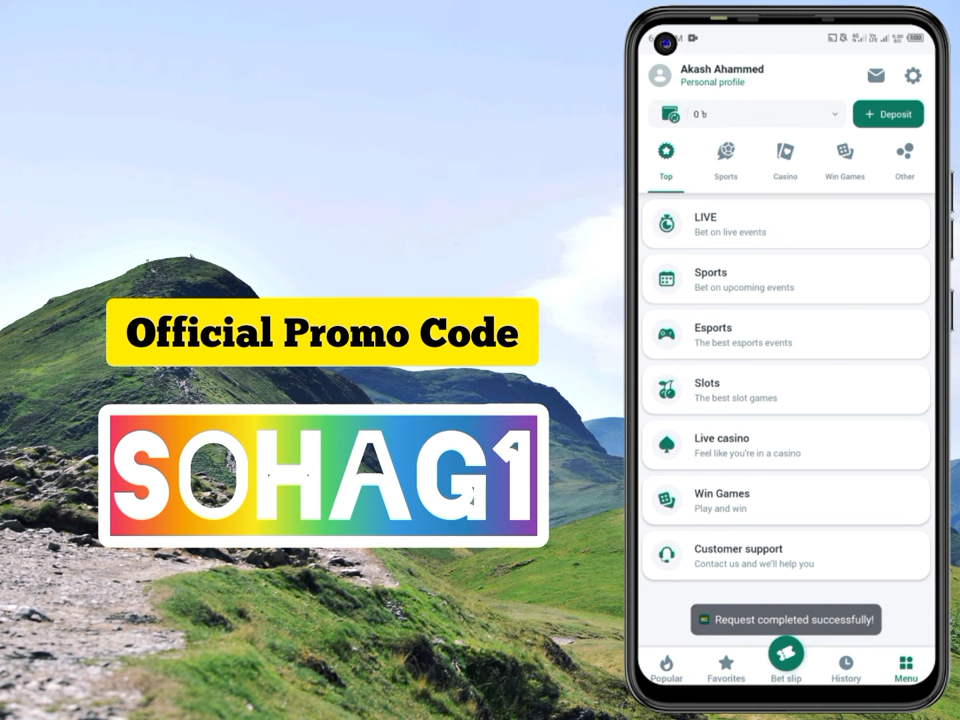 Official Promo Code
SOHAG1
Akash Ahammed
Personal profile
0 ৳
+ Deposit
Top
Sports
Casino
Win Games
Other
LIVE
Bet on live events
Sports
Bet on upcoming events
Esports
The best esports events
Slots
The best slot games
Live casino
Feel like you're in a casino
Win Games
Play and win
Customer support
Contact us and we'll help you
Request completed successfully!
Popular
Favorites
Bet slip
History
Menu